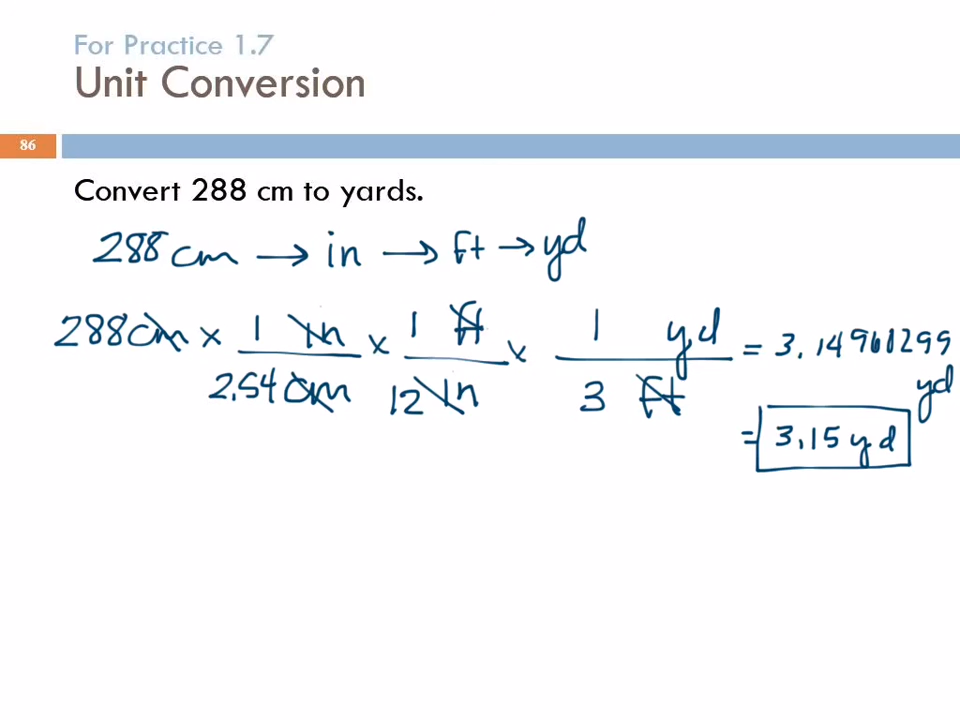 For Practice 1.7
Unit Conversion
86
Convert 288 cm to yards.
288 cm → in → ft → yd
288 cm × 1 in / 2.54 cm × 1 ft / 12 in × 1 yd / 3 ft = 3.14961299 yd
= 3.15 yd